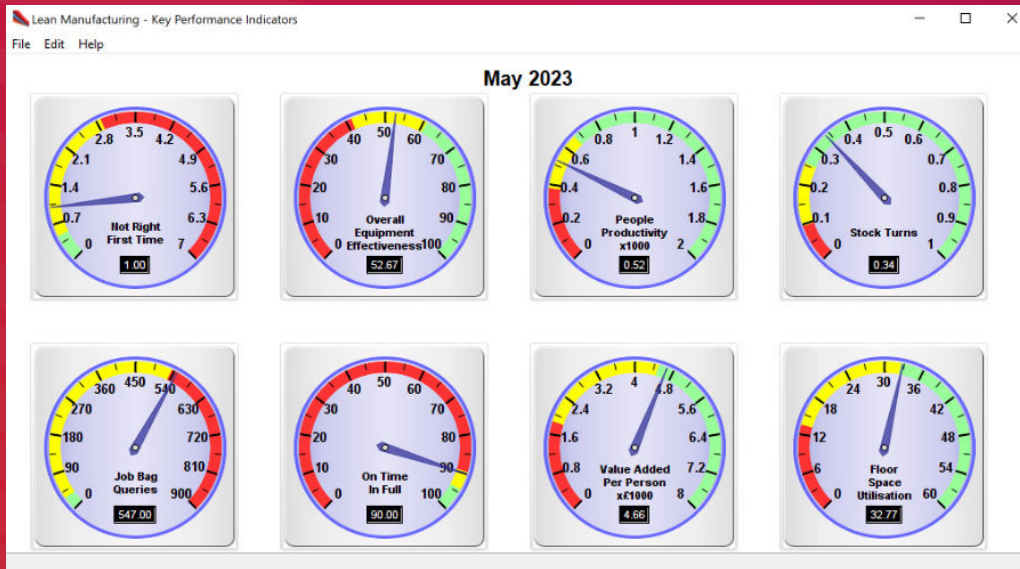 Lean Manufacturing - Key Performance Indicators
File Edit Help
May 2023
0 0.7 1.4 2.1 2.8 3.5 4.2 4.9 5.6 6.3 7
Not Right
First Time
1.00
0 10 20 30 40 50 60 70 80 90 100
Overall
Equipment
Effectiveness
52.67
0 0.2 0.4 0.6 0.8 1 1.2 1.4 1.6 1.8 2
People
Productivity
x1000
0.52
0 0.1 0.2 0.3 0.4 0.5 0.6 0.7 0.8 0.9 1
Stock Turns
0.34
0 90 180 270 360 450 540 630 720 810 900
Job Bag
Queries
547.00
0 10 20 30 40 50 60 70 80 90 100
On Time
In Full
90.00
0 0.8 1.6 2.4 3.2 4 4.8 5.6 6.4 7.2 8
Value Added
Per Person
x£1000
4.66
0 6 12 18 24 30 36 42 48 54 60
Floor
Space
Utilisation
32.77